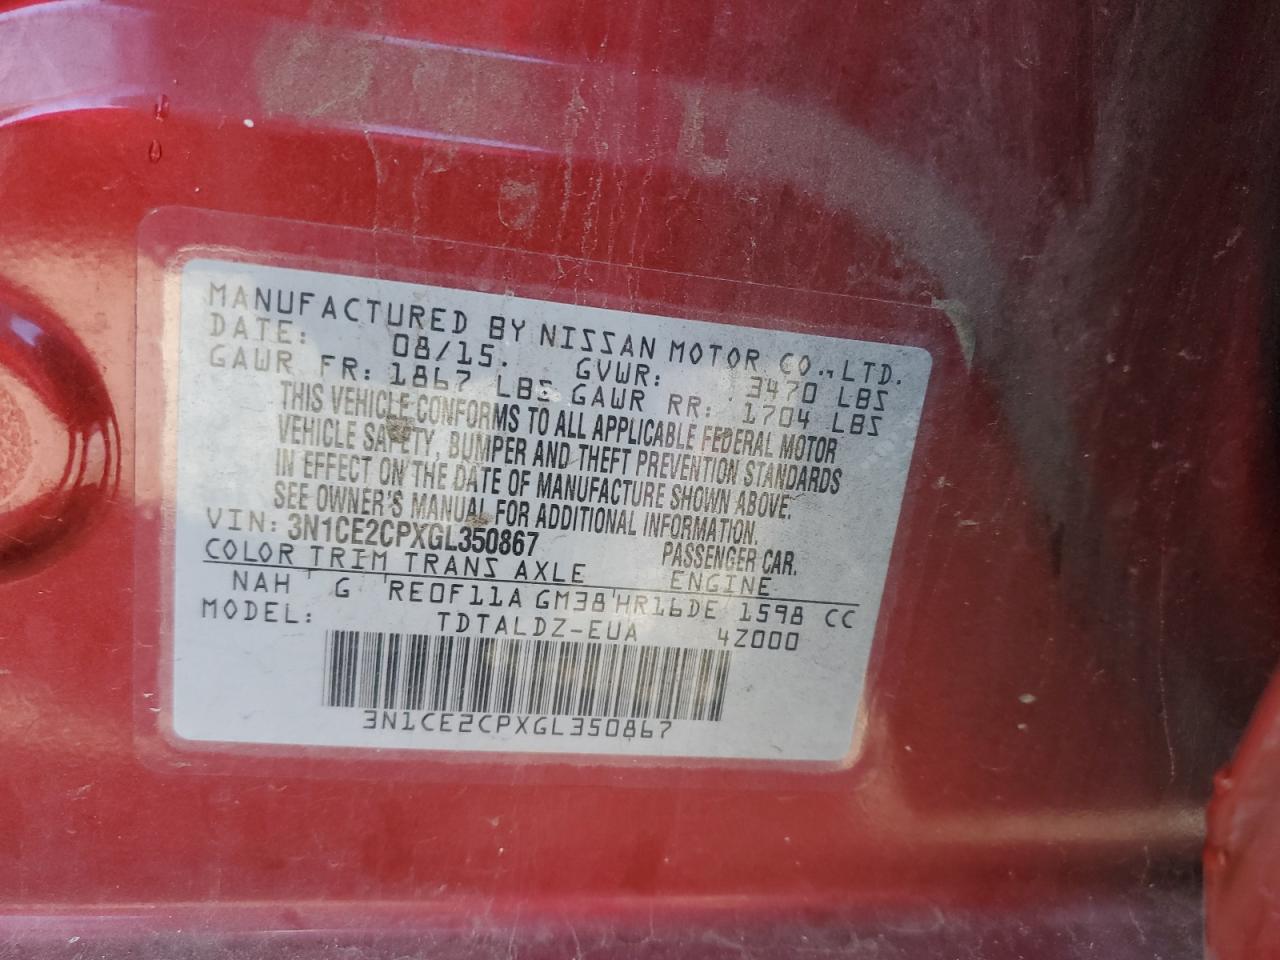 MANUFACTURED BY NISSAN MOTOR CO., LTD.
DATE: 08/15. GVWR: 3470 LBS
GAWR FR: 1867 LBS GAWR RR: 1704 LBS
THIS VEHICLE CONFORMS TO ALL APPLICABLE FEDERAL MOTOR
VEHICLE SAFETY, BUMPER AND THEFT PREVENTION STANDARDS
IN EFFECT ON THE DATE OF MANUFACTURE SHOWN ABOVE.
SEE OWNER'S MANUAL FOR ADDITIONAL INFORMATION.
VIN: 3N1CE2CPXGL350867 PASSENGER CAR.
COLOR TRIM TRANS AXLE ENGINE
NAH G RE0F11A GM38 HR16DE 1598 CC
MODEL: TDTALDZ-EUA 4Z000
3N1CE2CPXGL350867